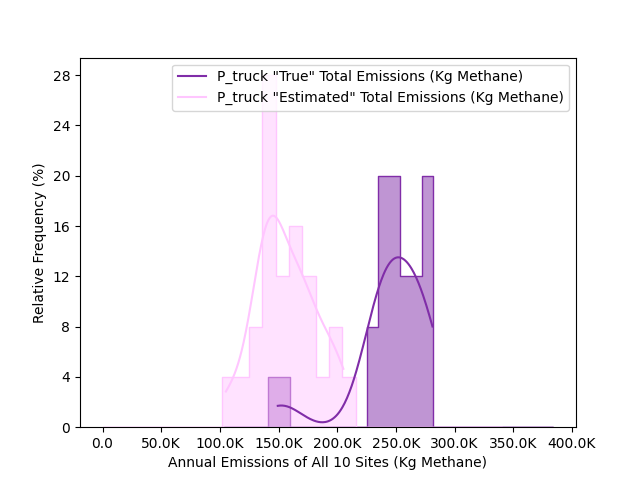 P_truck "True" Total Emissions (Kg Methane)
P_truck "Estimated" Total Emissions (Kg Methane)
28
24
20
16
12
8
4
0
Relative Frequency (%)
0.0 50.0K 100.0K 150.0K 200.0K 250.0K 300.0K 350.0K 400.0K
Annual Emissions of All 10 Sites (Kg Methane)